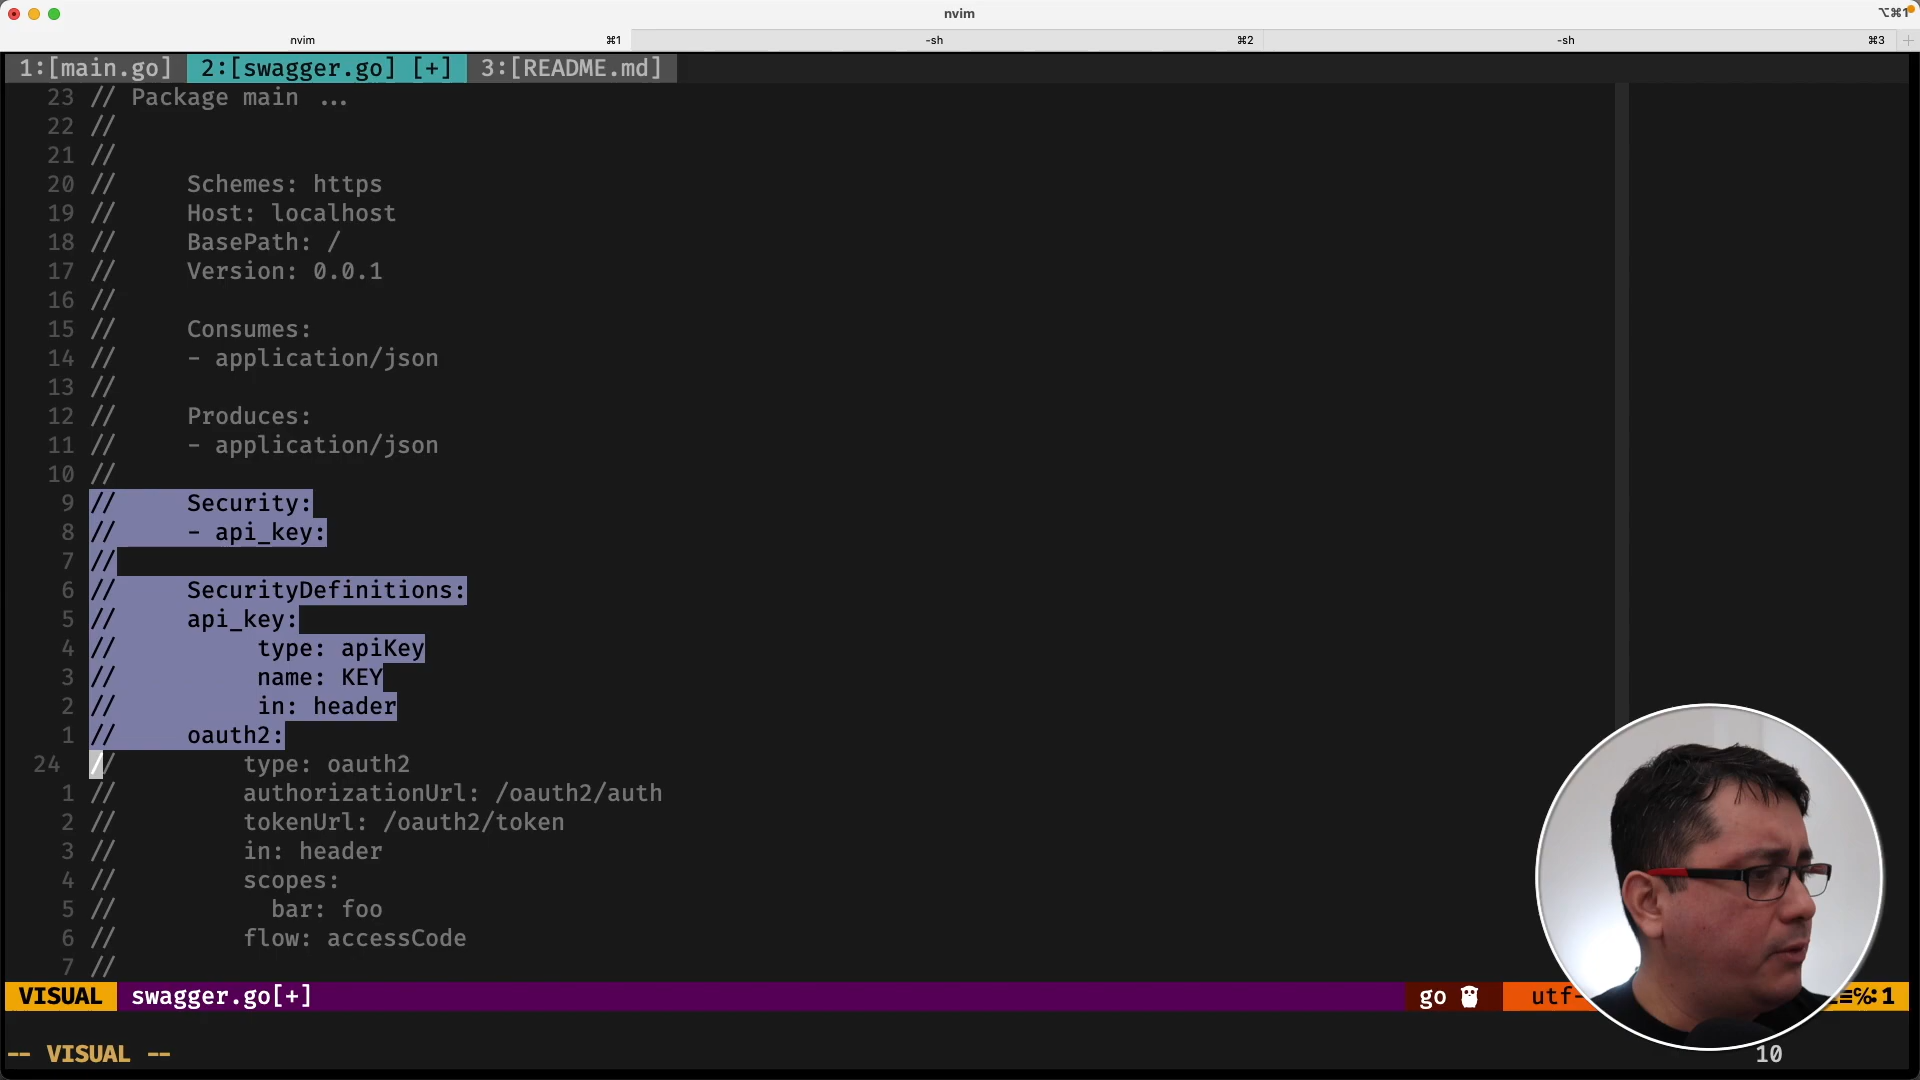 nvim
⌥⌘1
nvim ⌘1 -sh ⌘2 -sh ⌘3
1:[main.go] 2:[swagger.go] [+] 3:[README.md]
23 // Package main ...
22 //
21 //
20 // Schemes: https
19 // Host: localhost
18 // BasePath: /
17 // Version: 0.0.1
16 //
15 // Consumes:
14 // - application/json
13 //
12 // Produces:
11 // - application/json
10 //
9 // Security:
8 // - api_key:
7 //
6 // SecurityDefinitions:
5 // api_key:
4 // type: apiKey
3 // name: KEY
2 // in: header
1 // oauth2:
24 // type: oauth2
1 // authorizationUrl: /oauth2/auth
2 // tokenUrl: /oauth2/token
3 // in: header
4 // scopes:
5 // bar: foo
6 // flow: accessCode
7 //
VISUAL swagger.go[+] go utf- ℅:1
-- VISUAL -- 10